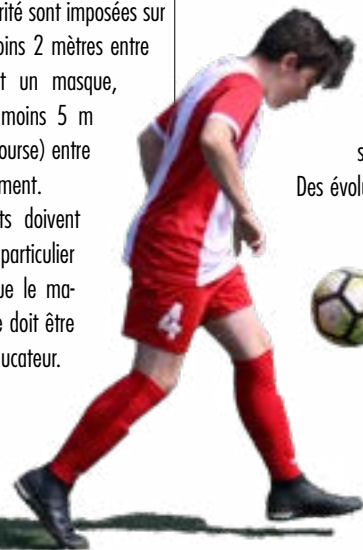 rité sont imposées sur
oins 2 mètres entre
t un masque,
moins 5 m
ourse) entre
ment.
ts doivent
particulier
ue le ma-
e doit être
ucateur.
s
Des évolu
4